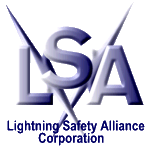 LSA
Lightning Safety Alliance
Corporation